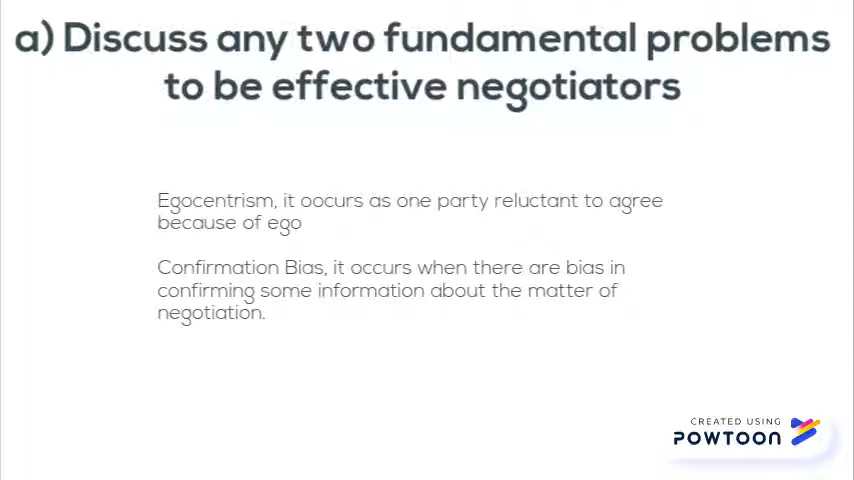 a) Discuss any two fundamental problems
to be effective negotiators
Egocentrism, it oocurs as one party reluctant to agree
because of ego
Confirmation Bias, it occurs when there are bias in
confirming some information about the matter of
negotiation.
CREATED USING
POWTOON